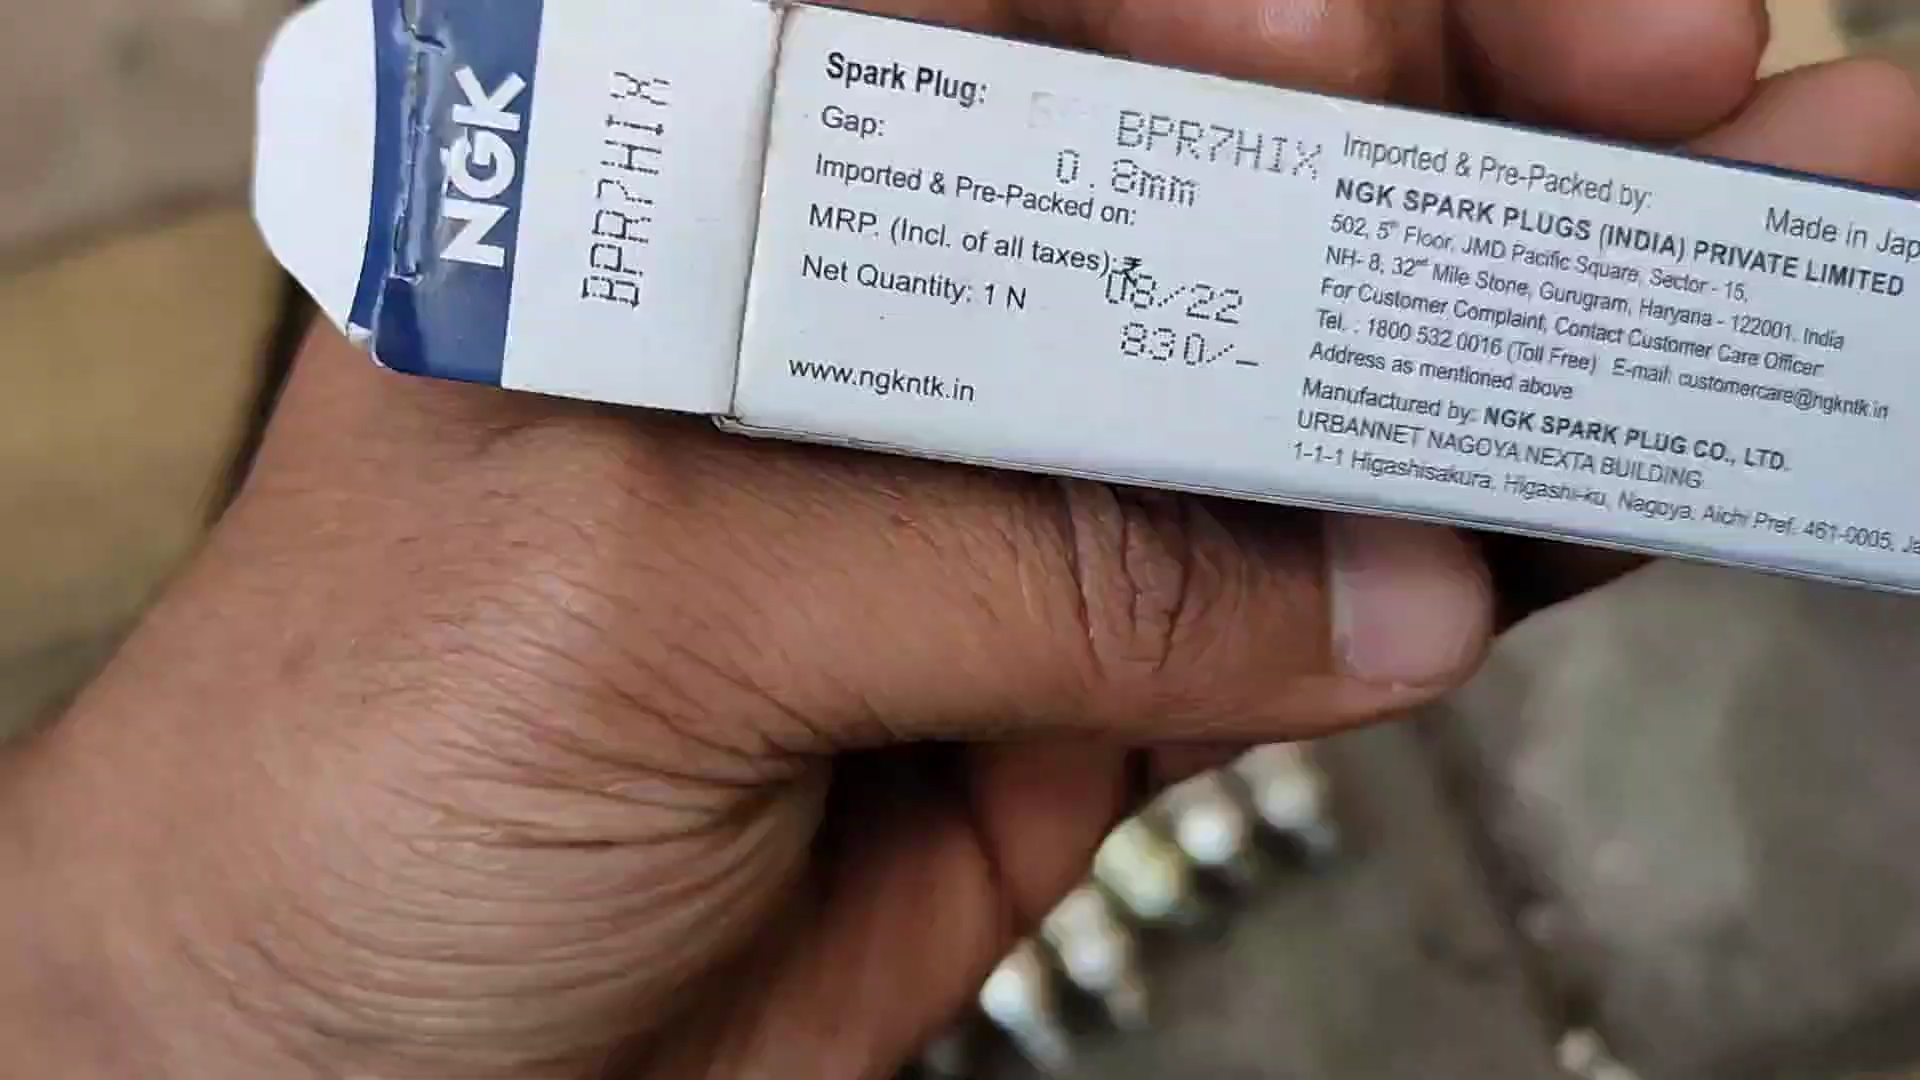 NGK
BPR7HIX
Spark Plug: BPR7HIX
Gap: 0.8mm
Imported & Pre-Packed on: 08/22
MRP. (Incl. of all taxes):₹ 830/-
Net Quantity: 1 N
www.ngkntk.in
Imported & Pre-Packed by:
Made in Jap
NGK SPARK PLUGS (INDIA) PRIVATE LIMITED
502, 5th Floor, JMD Pacific Square, Sector - 15,
NH- 8, 32nd Mile Stone, Gurugram, Haryana - 122001, India
For Customer Complaint, Contact Customer Care Officer
Tel. : 1800 532 0016 (Toll Free) E-mail: customercare@ngkntk.in
Address as mentioned above
Manufactured by: NGK SPARK PLUG CO., LTD.
URBANNET NAGOYA NEXTA BUILDING
1-1-1 Higashisakura, Higashi-ku, Nagoya, Aichi Pref. 461-0005, Ja